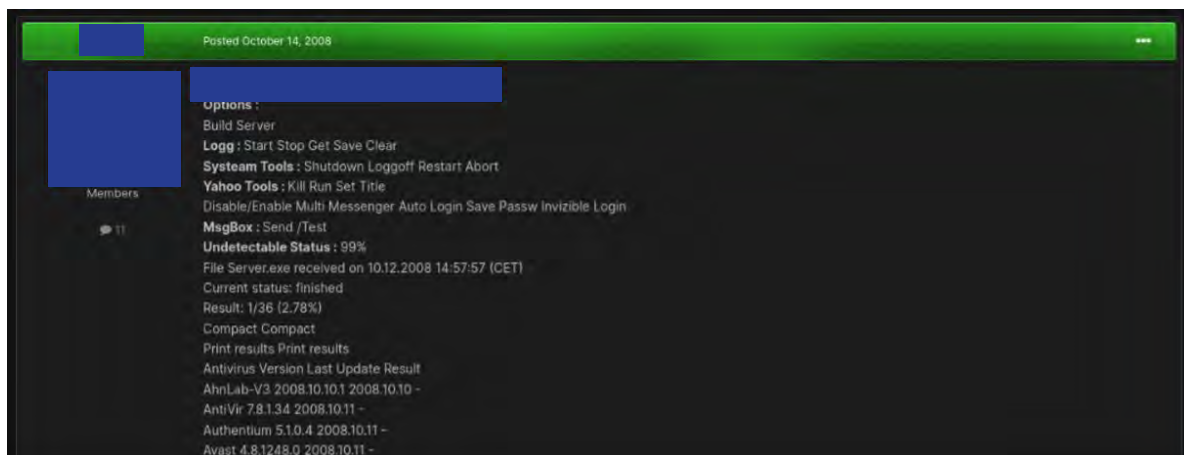 Posted October 14, 2008
Options :
Build Server
Logg : Start Stop Get Save Clear
Systeam Tools : Shutdown Loggoff Restart Abort
Yahoo Tools : Kill Run Set Title
Members
Disable/Enable Multi Messenger Auto Login Save Passw Invizible Login
11
MsgBox : Send /Test
Undetectable Status : 99%
File Server.exe received on 10.12.2008 14:57:57 (CET)
Current status: finished
Result: 1/36 (2.78%)
Compact Compact
Print results Print results
Antivirus Version Last Update Result
AhnLab-V3 2008.10.10.1 2008.10.10 -
AntiVir 7.8.1.34 2008.10.11 -
Authentium 5.1.0.4 2008.10.11 -
Avast 4.8.1248.0 2008.10.11 -